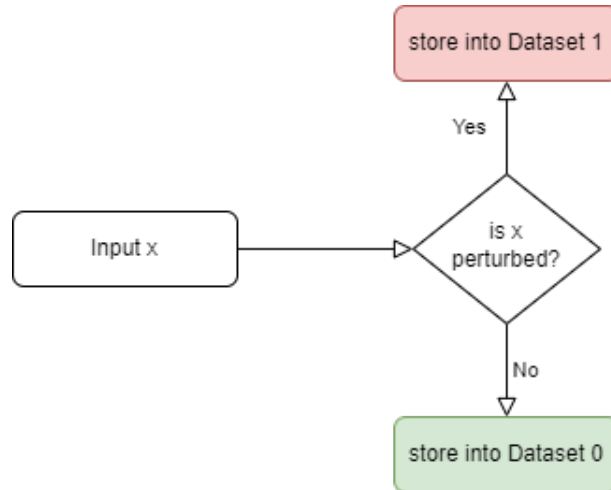 store into Dataset 1
Yes
Input x
is x
perturbed?
No
store into Dataset 0